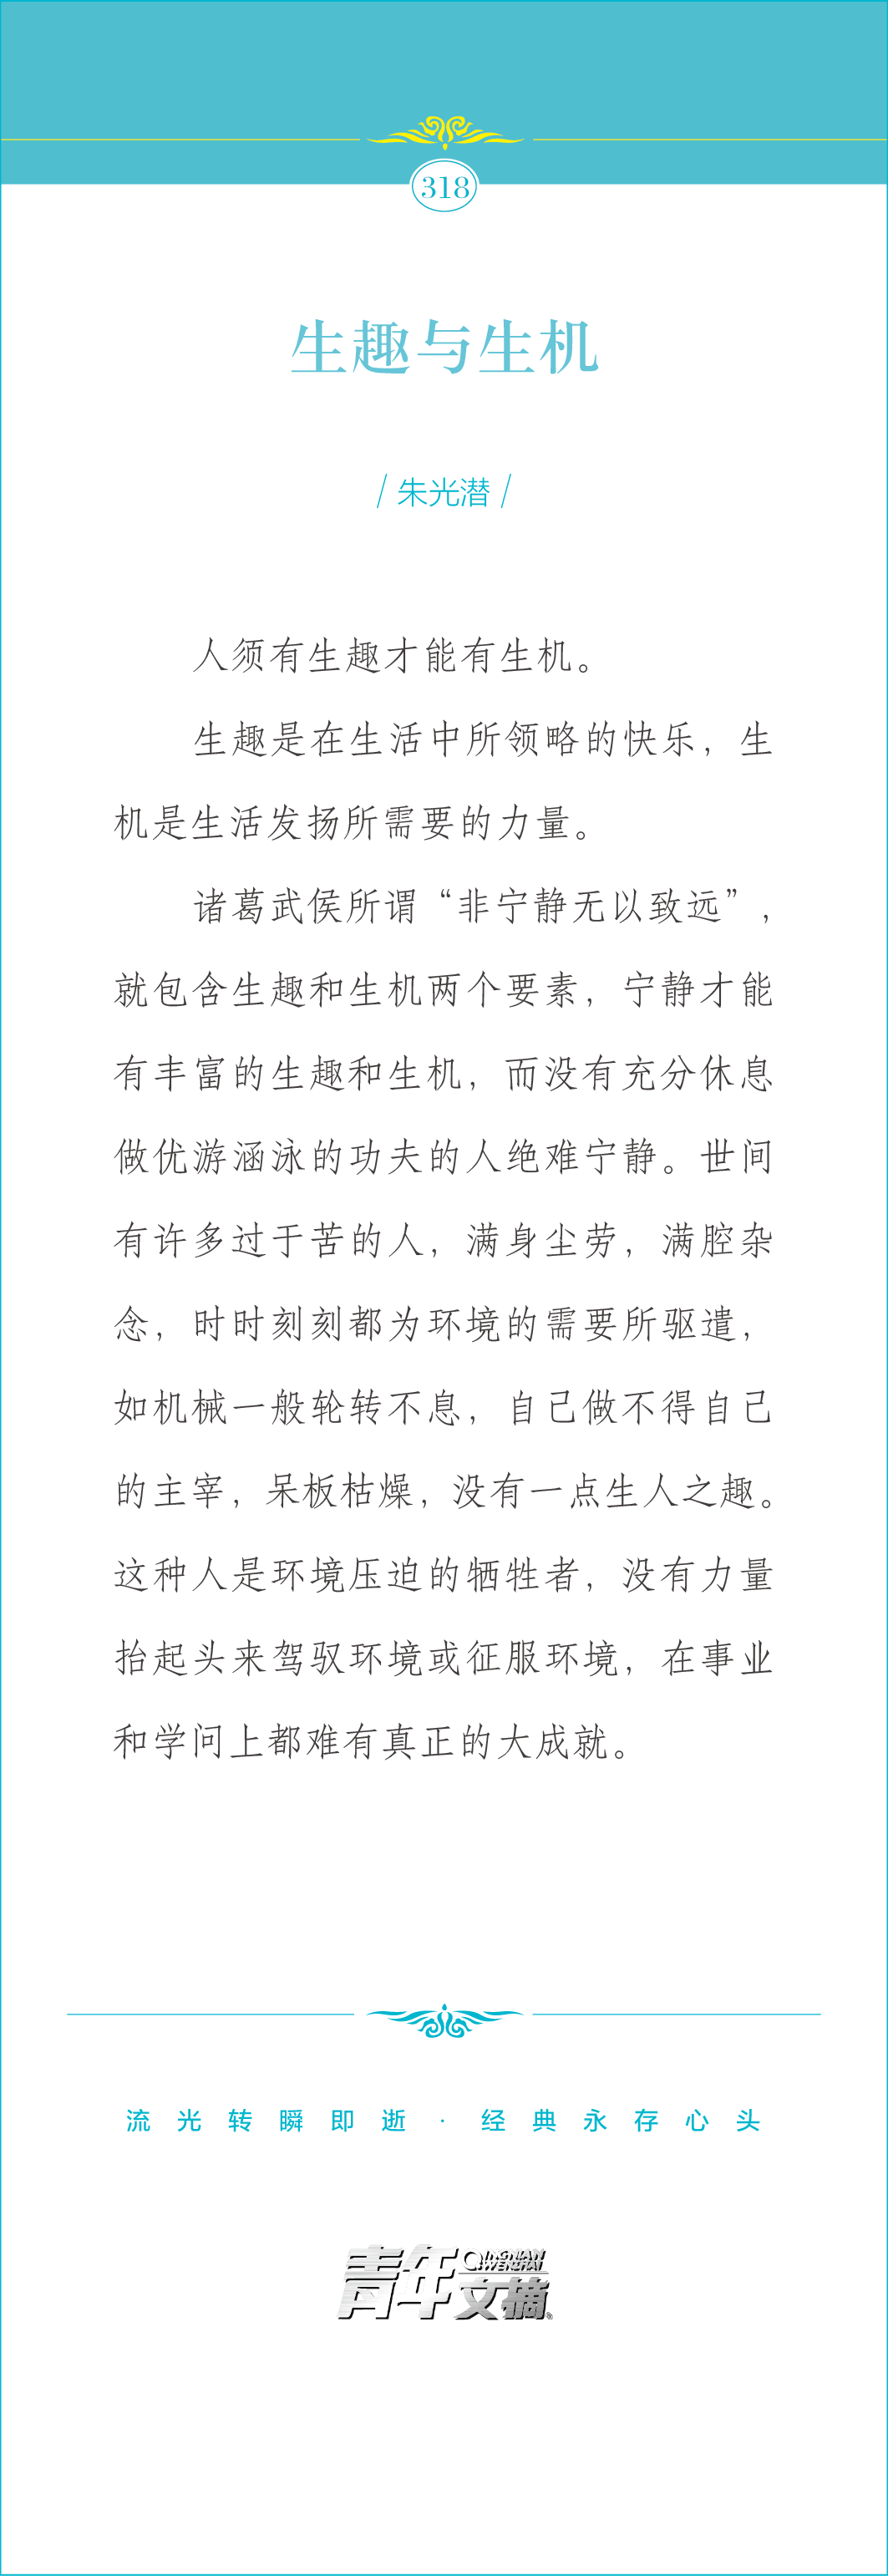 318
生趣与生机
/ 朱光潜 /
人须有生趣才能有生机。
生趣是在生活中所领略的快乐，生
机是生活发扬所需要的力量。
诸葛武侯所谓“非宁静无以致远”，
就包含生趣和生机两个要素，宁静才能
有丰富的生趣和生机，而没有充分休息
做优游涵泳的功夫的人绝难宁静。世间
有许多过于苦的人，满身尘劳，满腔杂
念，时时刻刻都为环境的需要所驱遣，
如机械一般轮转不息，自己做不得自己
的主宰，呆板枯燥，没有一点生人之趣。
这种人是环境压迫的牺牲者，没有力量
抬起头来驾驭环境或征服环境，在事业
和学问上都难有真正的大成就。
流光转瞬即逝·经典永存心头
青年文摘
QINGNIAN
WENZHAI